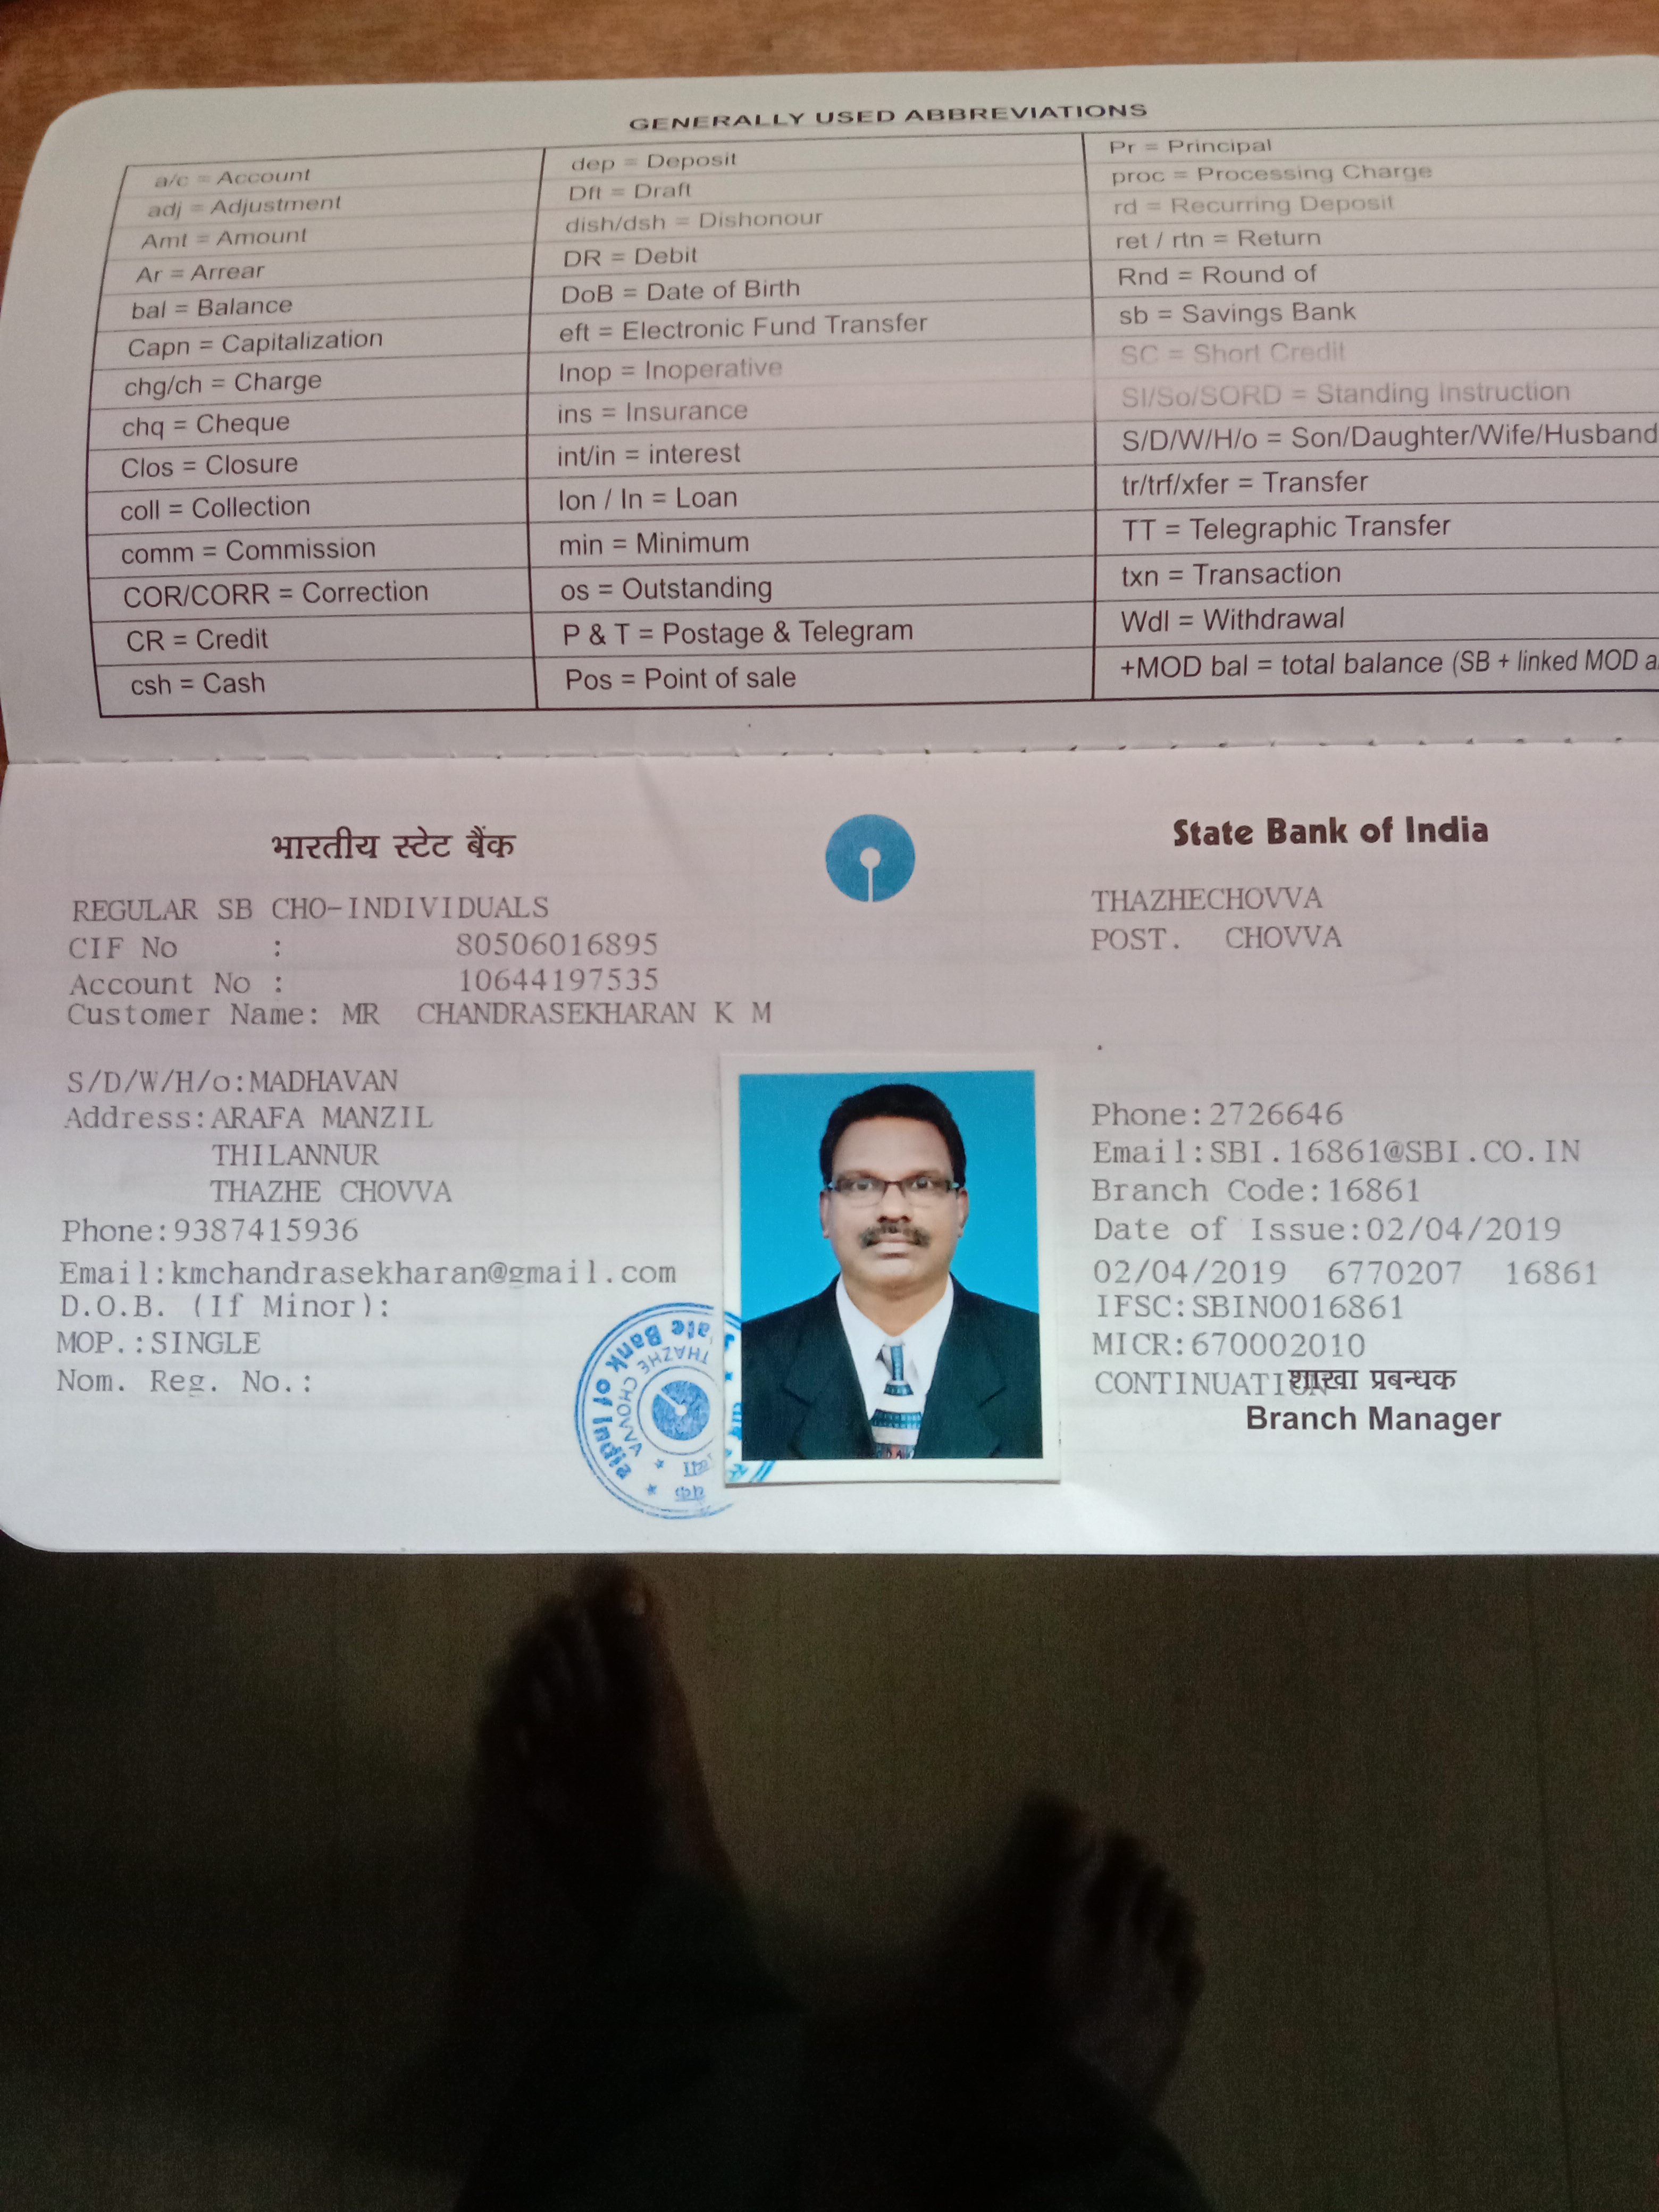 GENERALLY USED ABBREVIATIONS
a/c = Account
adj = Adjustment
Amt = Amount
Ar = Arrear
bal = Balance
Capn = Capitalization
chg/ch = Charge
chq = Cheque
Clos = Closure
coll = Collection
comm = Commission
COR/CORR = Correction
CR = Credit
csh = Cash
dep = Deposit
Dft = Draft
dish/dsh = Dishonour
DR = Debit
DoB = Date of Birth
eft = Electronic Fund Transfer
Inop = Inoperative
ins = Insurance
int/in = interest
lon / ln = Loan
min = Minimum
os = Outstanding
P & T = Postage & Telegram
Pos = Point of sale
Pr = Principal
proc = Processing Charge
rd = Recurring Deposit
ret / rtn = Return
Rnd = Round of
sb = Savings Bank
SC = Short Credit
SI/So/SORD = Standing Instruction
S/D/W/H/o = Son/Daughter/Wife/Husband
tr/trf/xfer = Transfer
TT = Telegraphic Transfer
txn = Transaction
Wdl = Withdrawal
+MOD bal = total balance (SB + linked MOD a
भारतीय स्टेट बैंक
REGULAR SB CHO-INDIVIDUALS
CIF No : 80506016895
Account No : 10644197535
Customer Name: MR CHANDRASEKHARAN K M
S/D/W/H/o:MADHAVAN
Address:ARAFA MANZIL
THILANNUR
THAZHE CHOVVA
Phone:9387415936
Email:kmchandrasekharan@gmail.com
D.O.B. (If Minor):
MOP.:SINGLE
Nom. Reg. No.:
State Bank of India
THAZHECHOVVA
POST. CHOVVA
Phone:2726646
Email:SBI.16861@SBI.CO.IN
Branch Code:16861
Date of Issue:02/04/2019
02/04/2019 6770207 16861
IFSC:SBIN0016861
MICR:670002010
CONTINUATION
शाखा प्रबन्धक
Branch Manager
ate Bank of India
THAZHE CHOVVA